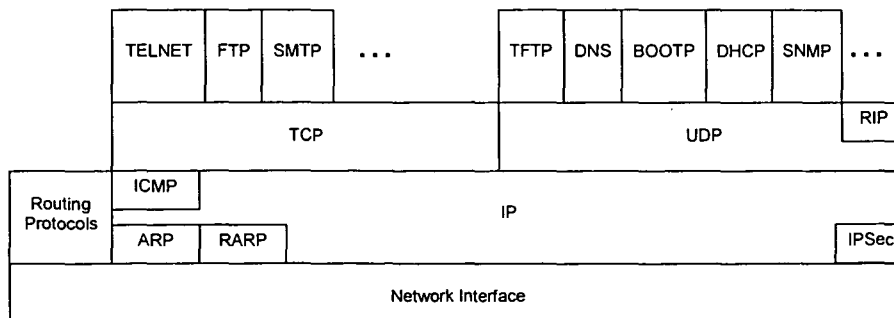 TELNET FTP SMTP ... TFTP DNS BOOTP DHCP SNMP ...
TCP UDP RIP
Routing
Protocols
ICMP
IP
ARP RARP IPSec
Network Interface